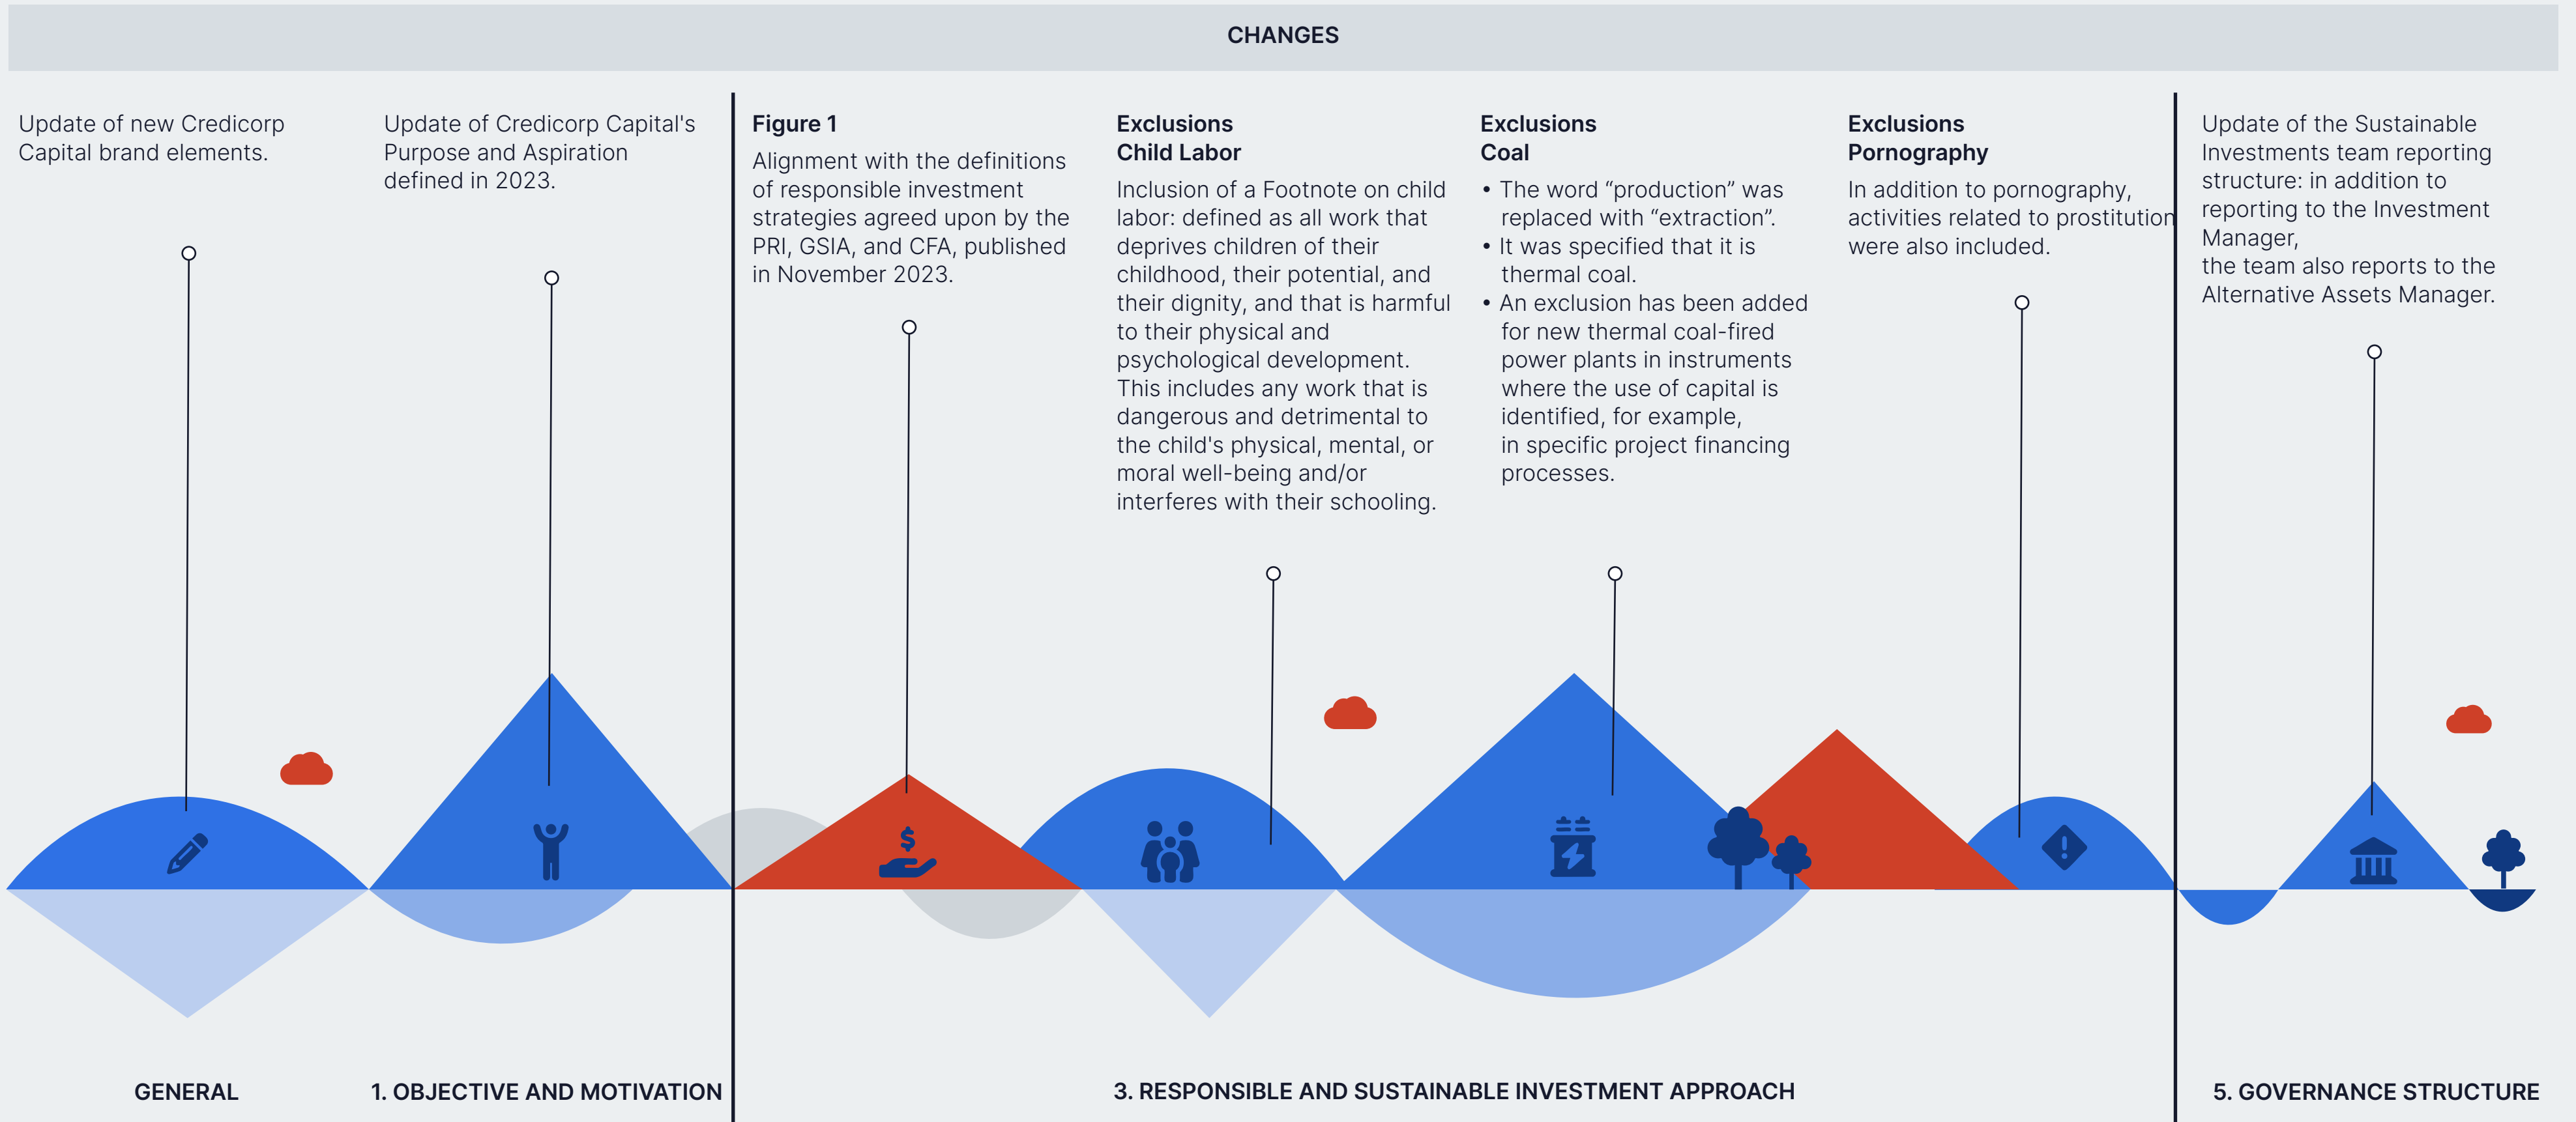 CHANGES
Update of new Credicorp
Capital brand elements.
Update of Credicorp Capital's
Purpose and Aspiration
defined in 2023.
Figure 1
Alignment with the definitions
of responsible investment
strategies agreed upon by the
PRI, GSIA, and CFA, published
in November 2023.
Exclusions
Child Labor
Inclusion of a Footnote on child
labor: defined as all work that
deprives children of their
childhood, their potential, and
their dignity, and that is harmful
to their physical and
psychological development.
This includes any work that is
dangerous and detrimental to
the child's physical, mental, or
moral well-being and/or
interferes with their schooling.
Exclusions
Coal
• The word “production” was
replaced with “extraction”.
• It was specified that it is
thermal coal.
• An exclusion has been added
for new thermal coal-fired
power plants in instruments
where the use of capital is
identified, for example,
in specific project financing
processes.
Exclusions
Pornography
In addition to pornography,
activities related to prostitution
were also included.
Update of the Sustainable
Investments team reporting
structure: in addition to
reporting to the Investment
Manager,
the team also reports to the
Alternative Assets Manager.
GENERAL
1. OBJECTIVE AND MOTIVATION
3. RESPONSIBLE AND SUSTAINABLE INVESTMENT APPROACH
5. GOVERNANCE STRUCTURE